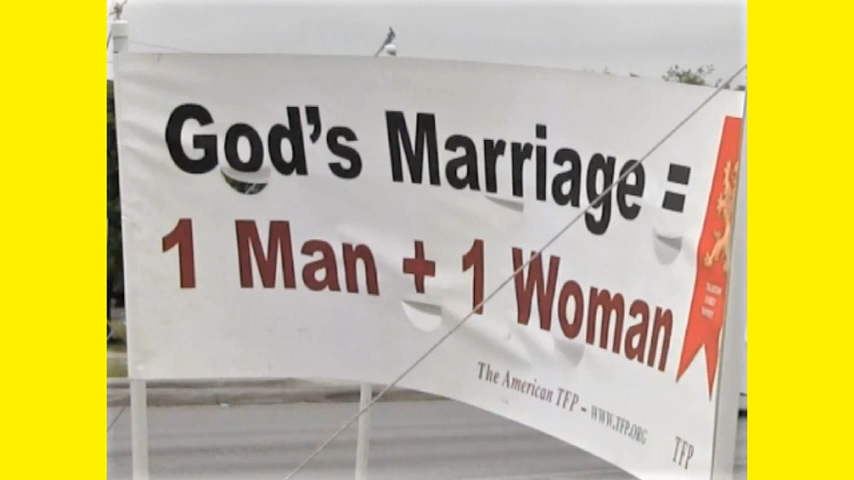 God's Marriage =
1 Man + 1 Woman
The American TFP - WWW.TFP.ORG
TFP